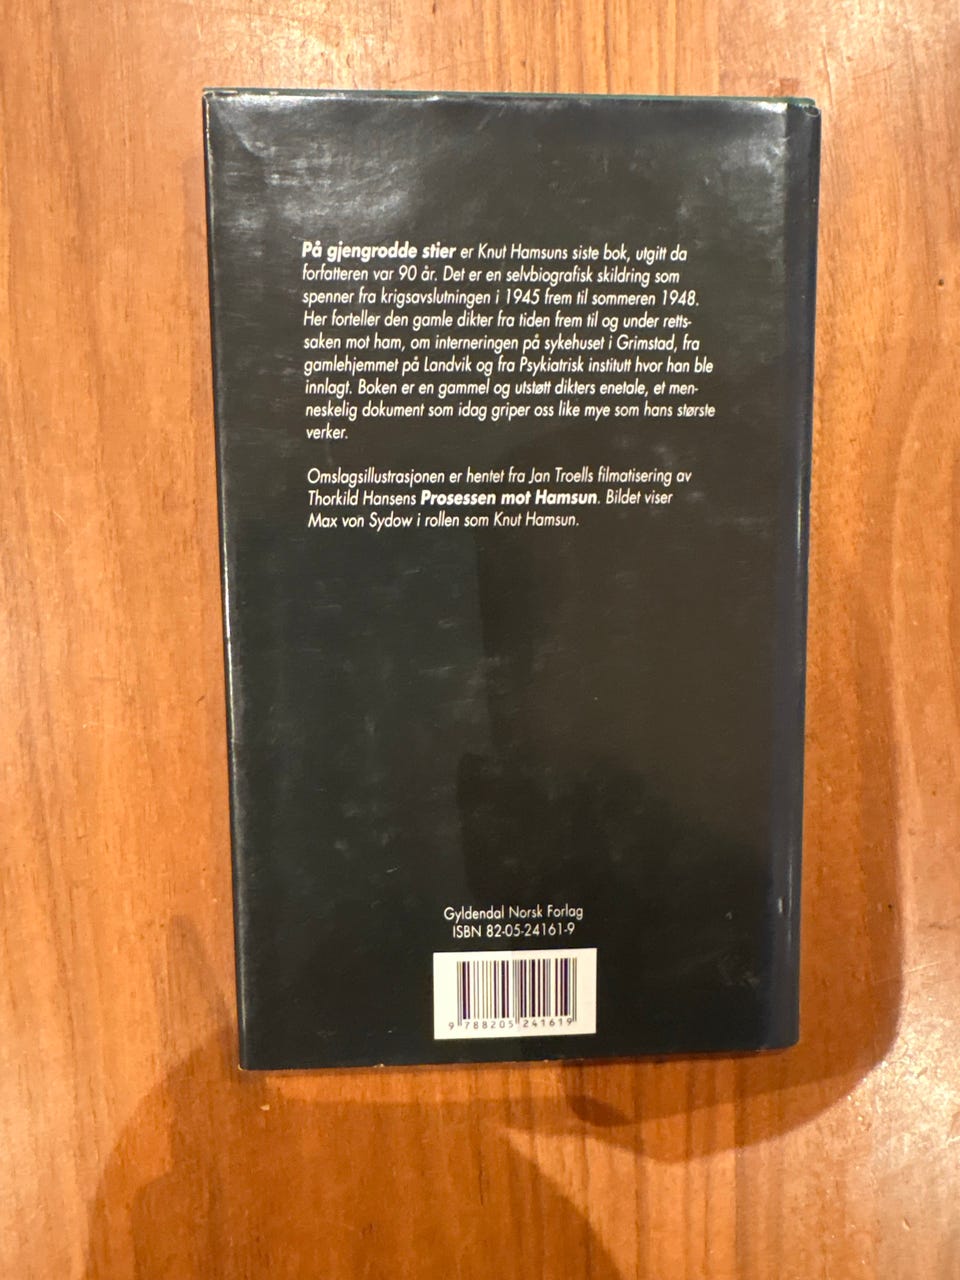 På gjengrodde stier er Knut Hamsuns siste bok, utgitt da
forfatteren var 90 år. Det er en selvbiografisk skildring som
spenner fra krigsavslutningen i 1945 frem til sommeren 1948.
Her forteller den gamle dikter fra tiden frem til og under retts-
saken mot ham, om interneringen på sykehuset i Grimstad, fra
gamlehjemmet på Landvik og fra Psykiatrisk institutt hvor han ble
innlagt. Boken er en gammel og utstøtt dikters enetale, et men-
neskelig dokument som idag griper oss like mye som hans største
verker.
Omslagsillustrasjonen er hentet fra Jan Troells filmatisering av
Thorkild Hansens Prosessen mot Hamsun. Bildet viser
Max von Sydow i rollen som Knut Hamsun.
Gyldendal Norsk Forlag
ISBN 82-05-24161-9
9 788205 241619